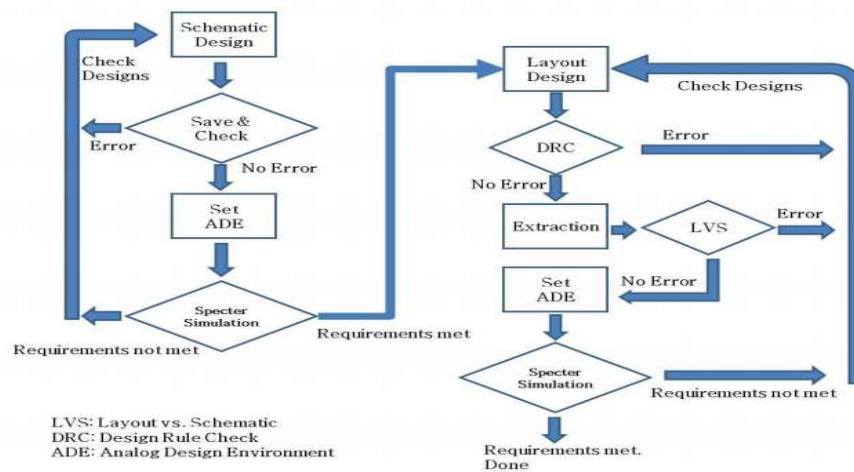 Schematic
Design
Check
Designs
Save &
Check
Error
No Error
Set
ADE
Specter
Simulation
Requirements not met
Requirements met
Layout
Design
Check Designs
DRC
Error
No Error
Extraction
LVS
Error
No Error
Set
ADE
Specter
Simulation
Requirements not met
Requirements met.
Done
LVS: Layout vs. Schematic
DRC: Design Rule Check
ADE: Analog Design Environment